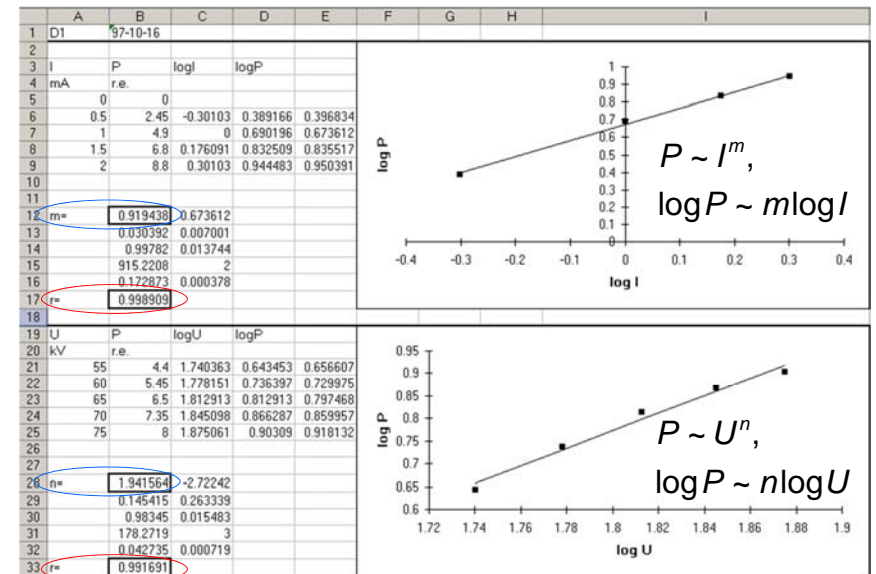 A B C D E F G H I
1 D1 97-10-16
2
3 I P logI logP
4 mA r.e.
5 0 0
6 0.5 2.45 -0.30103 0.389166 0.396834
7 1 4.9 0 0.690196 0.673612
8 1.5 6.8 0.176091 0.832509 0.835517
9 2 8.8 0.30103 0.944483 0.950391
10
11
12 m= 0.919438 0.673612
13 0.030392 0.007001
14 0.99782 0.013744
15 915.2208 2
16 0.172873 0.000378
17 r= 0.998909
18
1
0.9
0.8
0.7
0.6
0.5
0.4
0.3
0.2
0.1
0
log P
-0.4 -0.3 -0.2 -0.1 0 0.1 0.2 0.3 0.4
log I
P ~ I^m,
logP ~ mlogI
19 U P logU logP
20 kV r.e.
21 55 4.4 1.740363 0.643453 0.656607
22 60 5.45 1.778151 0.736397 0.729975
23 65 6.5 1.812913 0.812913 0.797468
24 70 7.35 1.845098 0.866287 0.859957
25 75 8 1.875061 0.90309 0.918132
26
27
28 n= 1.941564 -2.72242
29 0.145415 0.263339
30 0.98345 0.015483
31 178.2719 3
32 0.042735 0.000719
33 r= 0.991691
0.95
0.9
0.85
0.8
0.75
0.7
0.65
0.6
log P
1.72 1.74 1.76 1.78 1.8 1.82 1.84 1.86 1.88 1.9
log U
P ~ U^n,
logP ~ nlogU